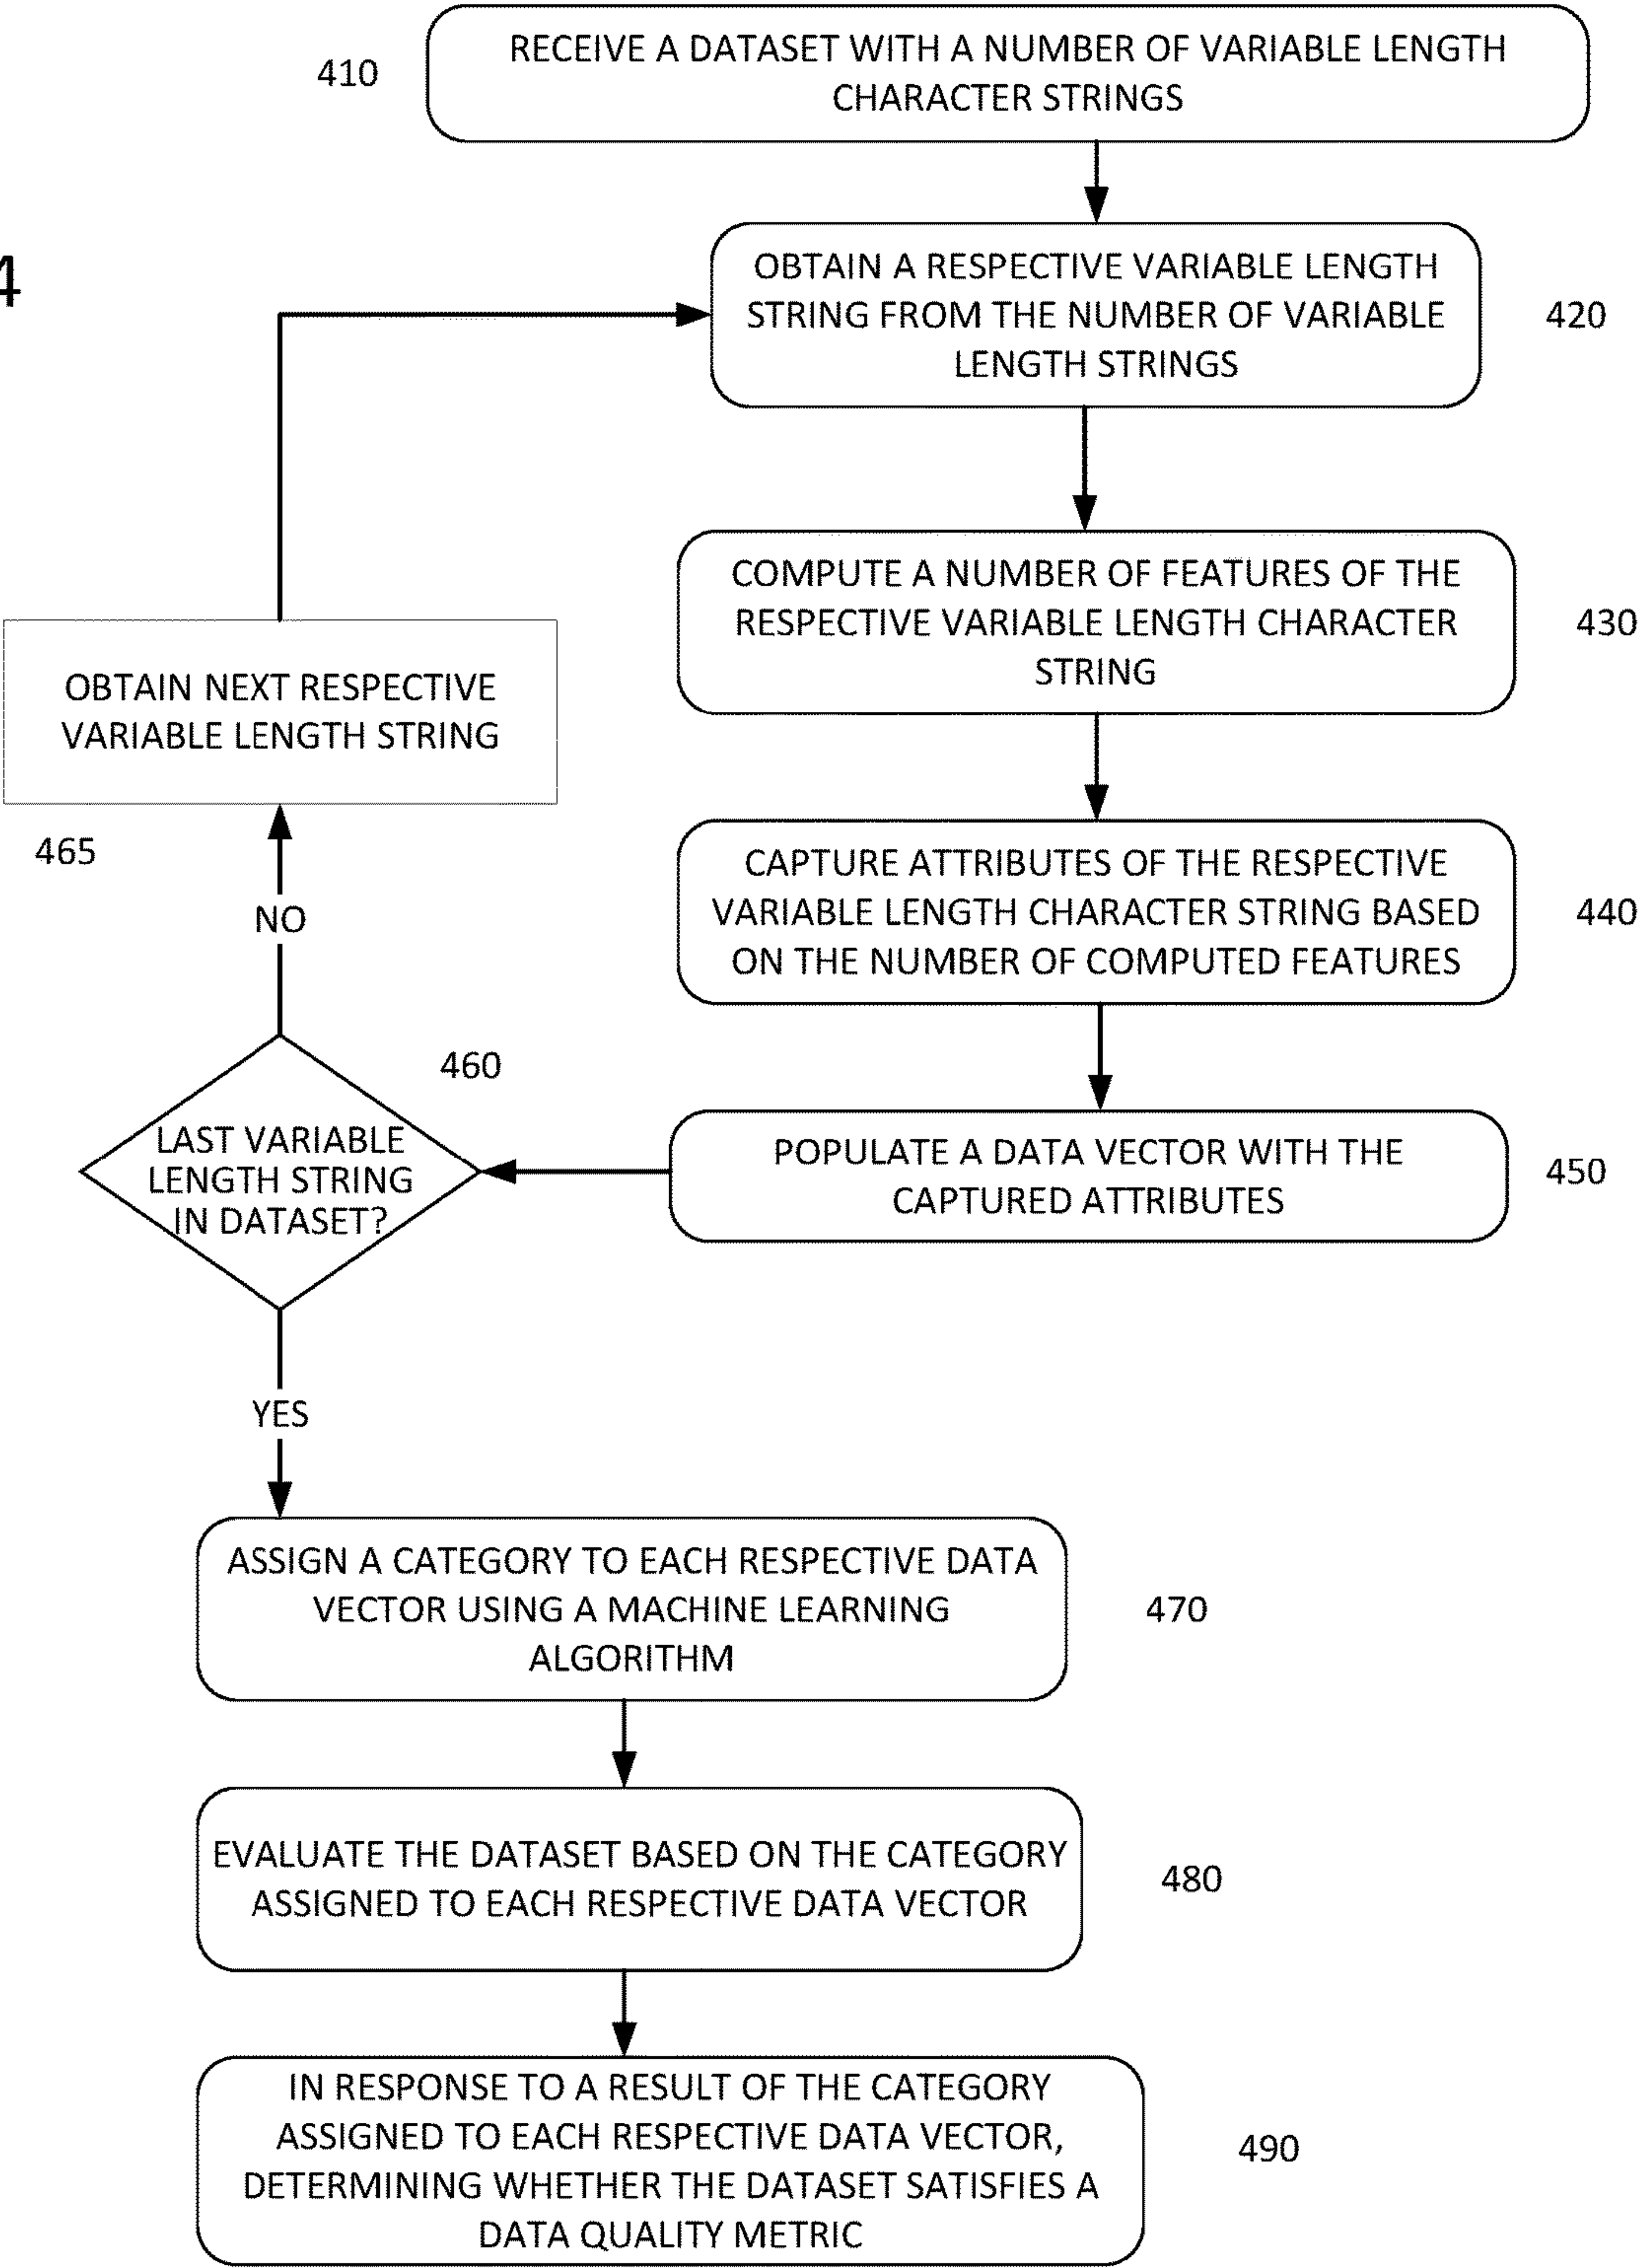 410
RECEIVE A DATASET WITH A NUMBER OF VARIABLE LENGTH
CHARACTER STRINGS
4
OBTAIN A RESPECTIVE VARIABLE LENGTH
STRING FROM THE NUMBER OF VARIABLE
LENGTH STRINGS
420
COMPUTE A NUMBER OF FEATURES OF THE
RESPECTIVE VARIABLE LENGTH CHARACTER
STRING
430
OBTAIN NEXT RESPECTIVE
VARIABLE LENGTH STRING
465
CAPTURE ATTRIBUTES OF THE RESPECTIVE
VARIABLE LENGTH CHARACTER STRING BASED
ON THE NUMBER OF COMPUTED FEATURES
440
NO
460
LAST VARIABLE
LENGTH STRING
IN DATASET?
POPULATE A DATA VECTOR WITH THE
CAPTURED ATTRIBUTES
450
YES
ASSIGN A CATEGORY TO EACH RESPECTIVE DATA
VECTOR USING A MACHINE LEARNING
ALGORITHM
470
EVALUATE THE DATASET BASED ON THE CATEGORY
ASSIGNED TO EACH RESPECTIVE DATA VECTOR
480
IN RESPONSE TO A RESULT OF THE CATEGORY
ASSIGNED TO EACH RESPECTIVE DATA VECTOR,
DETERMINING WHETHER THE DATASET SATISFIES A
DATA QUALITY METRIC
490